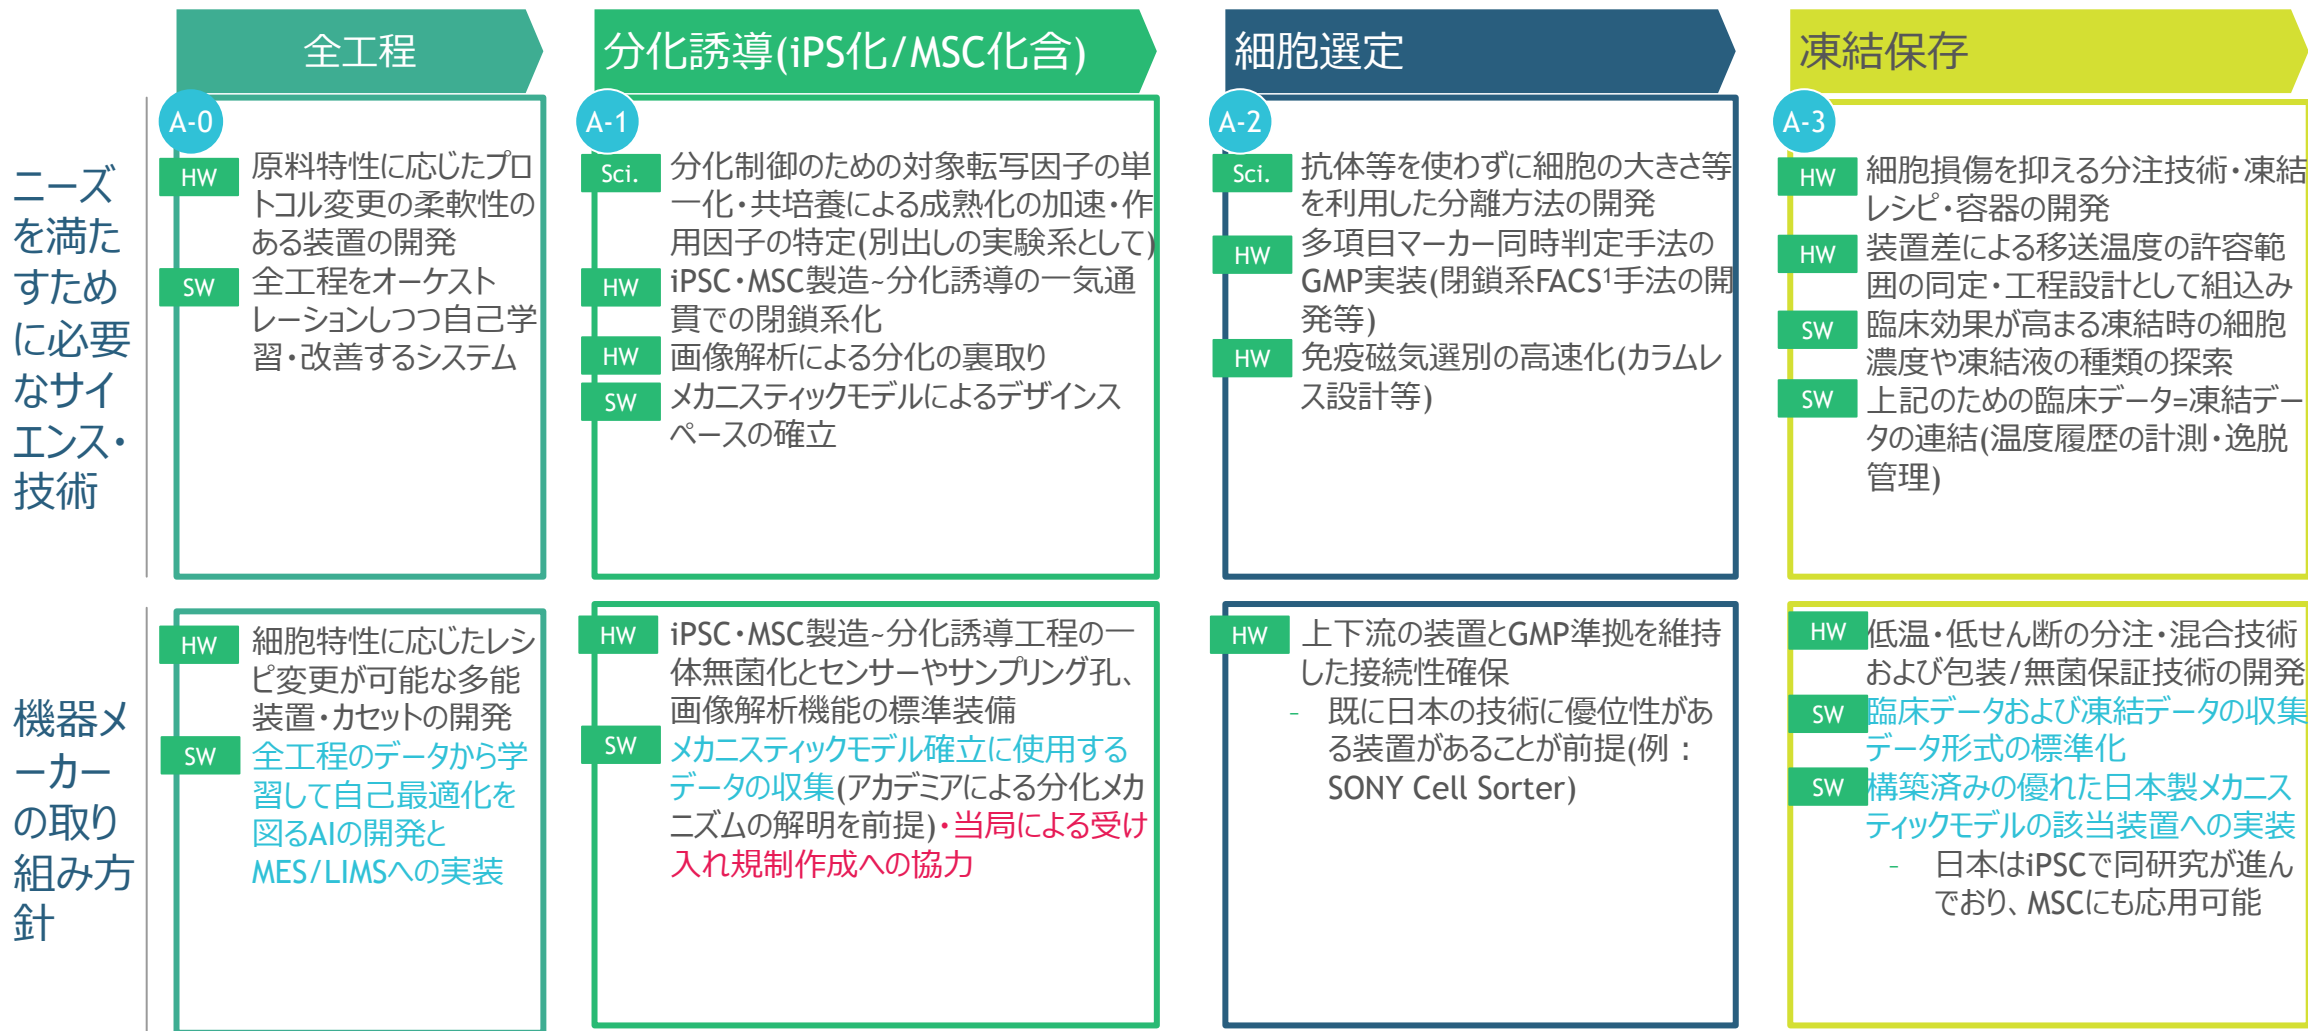 全工程
分化誘導(iPS化/MSC化含)
細胞選定
凍結保存
ニーズ
を満た
すため
に必要
なサイ
エンス・
技術
A-0
HW
原料特性に応じたプロ
トコル変更の柔軟性の
ある装置の開発
SW
全工程をオーケスト
レーションしつつ自己学
習・改善するシステム
A-1
Sci.
分化制御のための対象転写因子の単
一化・共培養による成熟化の加速・作
用因子の特定(別出しの実験系として)
HW
iPSC・MSC製造~分化誘導の一気通
貫での閉鎖系化
HW
画像解析による分化の裏取り
SW
メカニスティックモデルによるデザインス
ペースの確立
A-2
Sci.
抗体等を使わずに細胞の大きさ等
を利用した分離方法の開発
HW
多項目マーカー同時判定手法の
GMP実装(閉鎖系FACS¹手法の開
発等)
HW
免疫磁気選別の高速化(カラムレ
ス設計等)
A-3
HW
細胞損傷を抑える分注技術・凍結
レシピ・容器の開発
HW
装置差による移送温度の許容範
囲の同定・工程設計として組込み
SW
臨床効果が高まる凍結時の細胞
濃度や凍結液の種類の探索
SW
上記のための臨床データ=凍結デー
タの連結(温度履歴の計測・逸脱
管理)
機器メ
ーカー
の取り
組み方
針
HW
細胞特性に応じたレシ
ピ変更が可能な多能
装置・カセットの開発
SW
全工程のデータから学
習して自己最適化を
図るAIの開発と
MES/LIMSへの実装
HW
iPSC・MSC製造~分化誘導工程の一
体無菌化とセンサーやサンプリング孔、
画像解析機能の標準装備
SW
メカニスティックモデル確立に使用する
データの収集(アカデミアによる分化メカ
ニズムの解明を前提)・当局による受け
入れ規制作成への協力
HW
上下流の装置とGMP準拠を維持
した接続性確保
- 既に日本の技術に優位性があ
る装置があることが前提(例：
SONY Cell Sorter)
HW
低温・低せん断の分注・混合技術
および包装/無菌保証技術の開発
SW
臨床データおよび凍結データの収集
データ形式の標準化
SW
構築済みの優れた日本製メカニス
ティックモデルの該当装置への実装
- 日本はiPSCで同研究が進ん
でおり、MSCにも応用可能